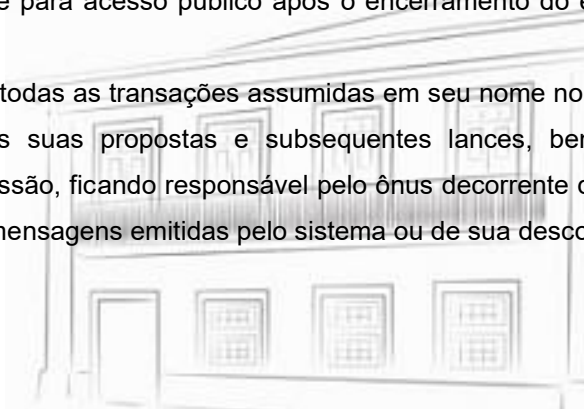 e para acesso público após o encerramento do e
todas as transações assumidas em seu nome no
s suas propostas e subsequentes lances, ber
ssão, ficando responsável pelo ônus decorrente d
mensagens emitidas pelo sistema ou de sua desco